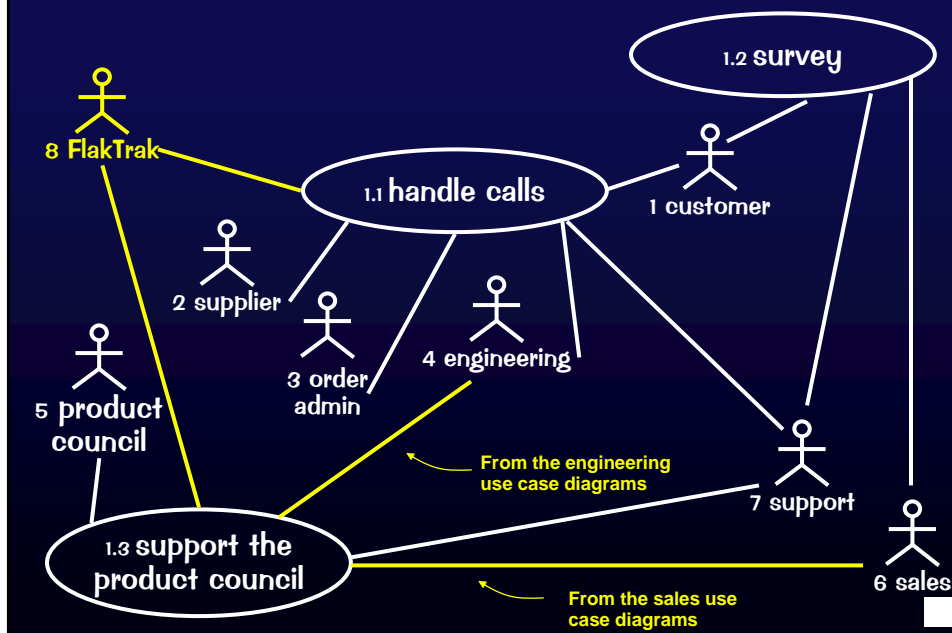 1.2 survey
8 FlakTrak
1.1 handle calls
1 customer
2 supplier
3 order
admin
4 engineering
5 product
council
From the engineering
use case diagrams
7 support
1.3 support the
product council
6 sales
From the sales use
case diagrams